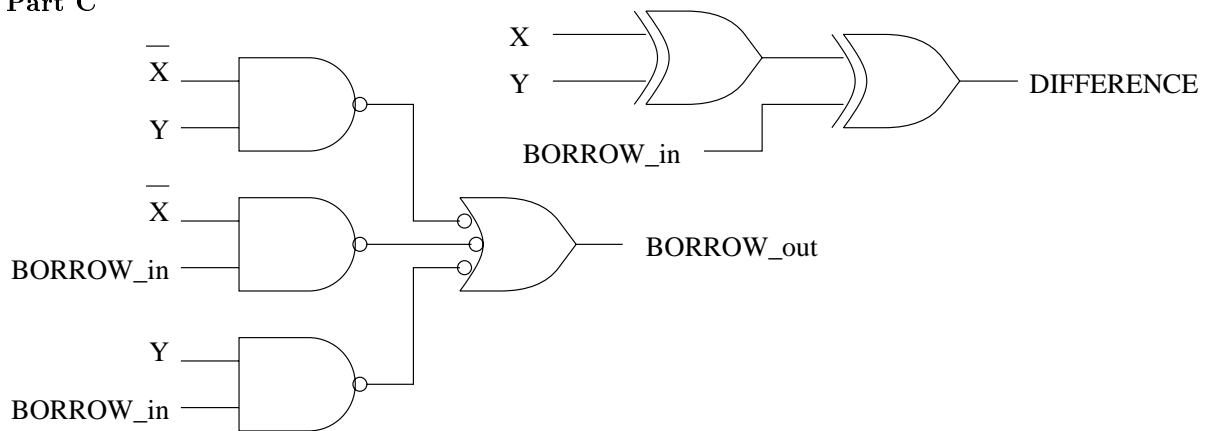 Part C
X
Y
X
BORROW_in
Y
BORROW_in
BORROW_out
X
Y
BORROW_in
DIFFERENCE